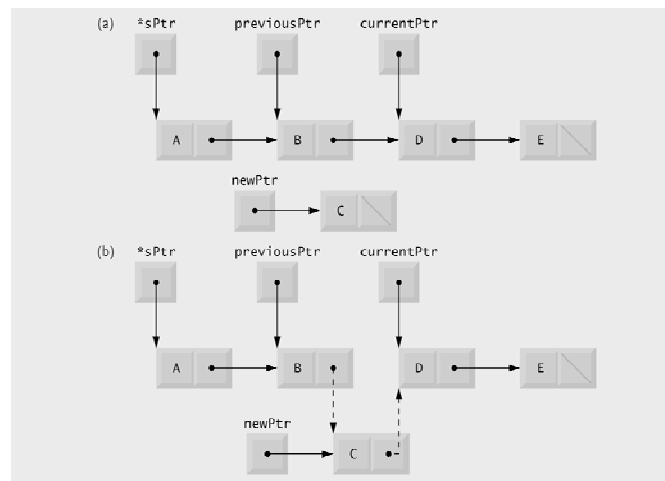 (a) *sPtr previousPtr currentPtr
A B D E
newPtr
C
(b) *sPtr previousPtr currentPtr
A B D E
newPtr
C